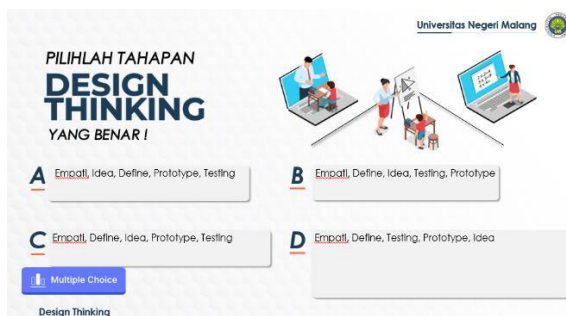 Universitas Negeri Malang
PILIHLAH TAHAPAN
DESIGN
THINKING
YANG BENAR !
A Empati, Idea, Define, Prototype, Testing
B Empati, Define, Idea, Testing, Prototype
C Empati, Define, Idea, Prototype, Testing
D Empati, Define, Testing, Prototype, Idea
Multiple Choice
Design Thinking